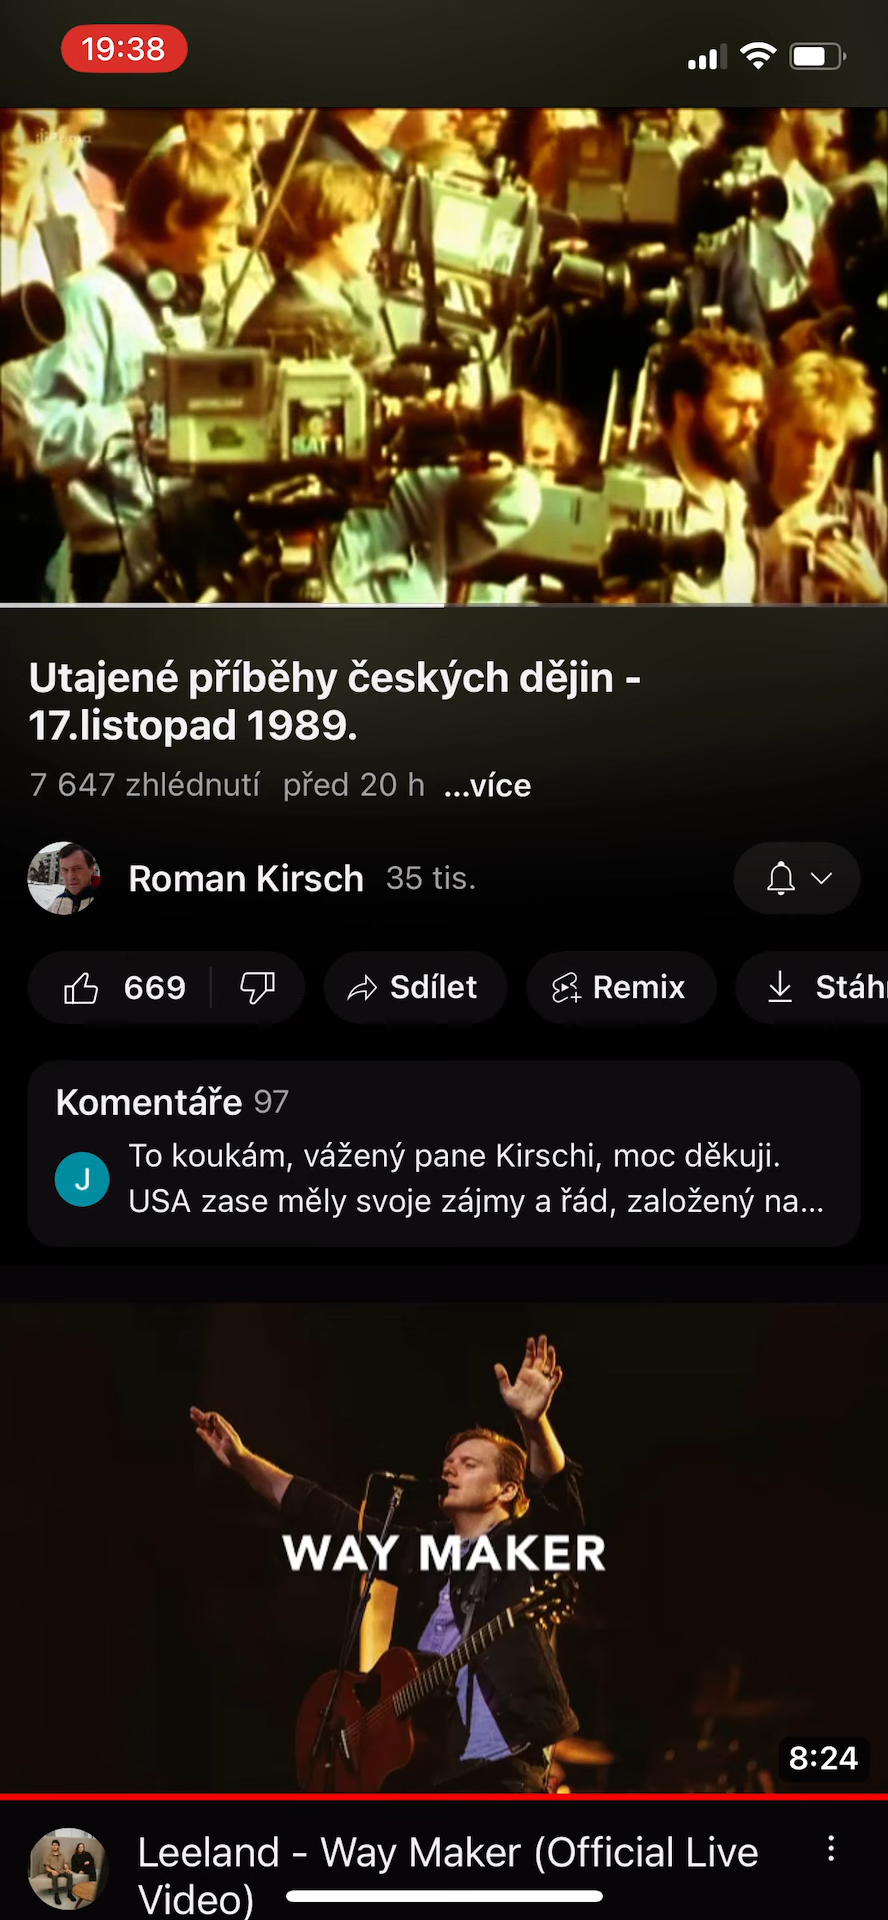 19:38
Utajené příběhy českých dějin -
17.listopad 1989.
7 647 zhlédnutí před 20 h ...více
Roman Kirsch 35 tis.
669
Sdílet
Remix
Stáh
Komentáře 97
J
To koukám, vážený pane Kirschi, moc děkuji.
USA zase měly svoje zájmy a řád, založený na...
WAY MAKER
8:24
Leeland - Way Maker (Official Live
Video)